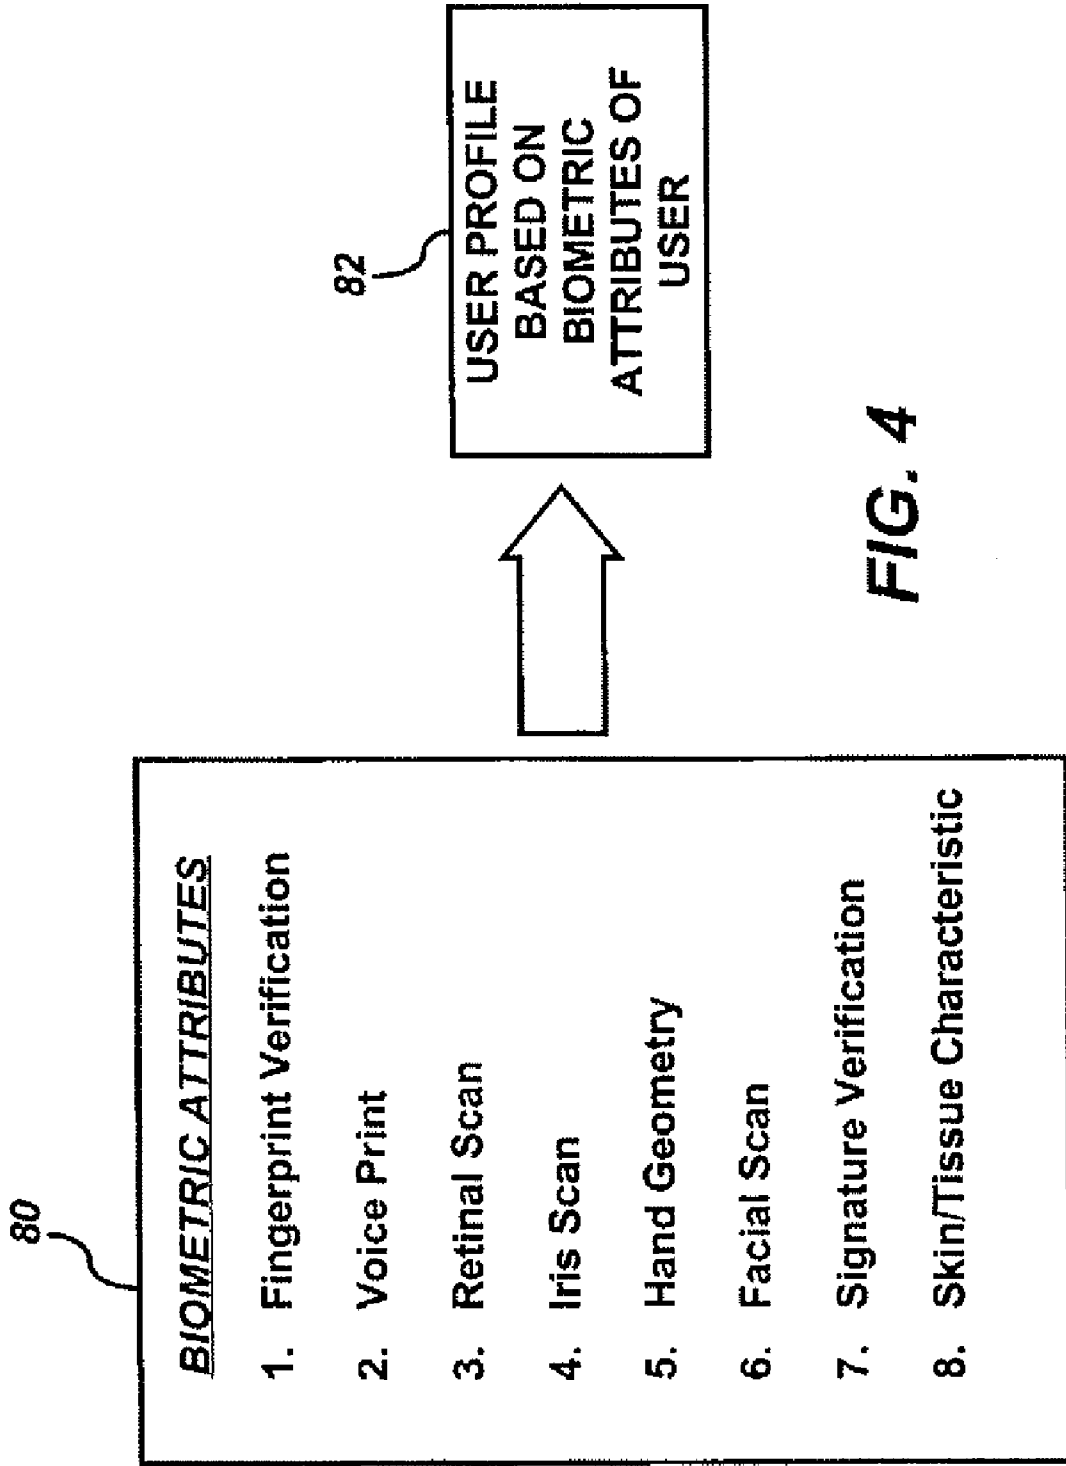 80
BIOMETRIC ATTRIBUTES
1. Fingerprint Verification
2. Voice Print
3. Retinal Scan
4. Iris Scan
5. Hand Geometry
6. Facial Scan
7. Signature Verification
8. Skin/Tissue Characteristic
82
USER PROFILE
BASED ON
BIOMETRIC
ATTRIBUTES OF
USER
FIG. 4